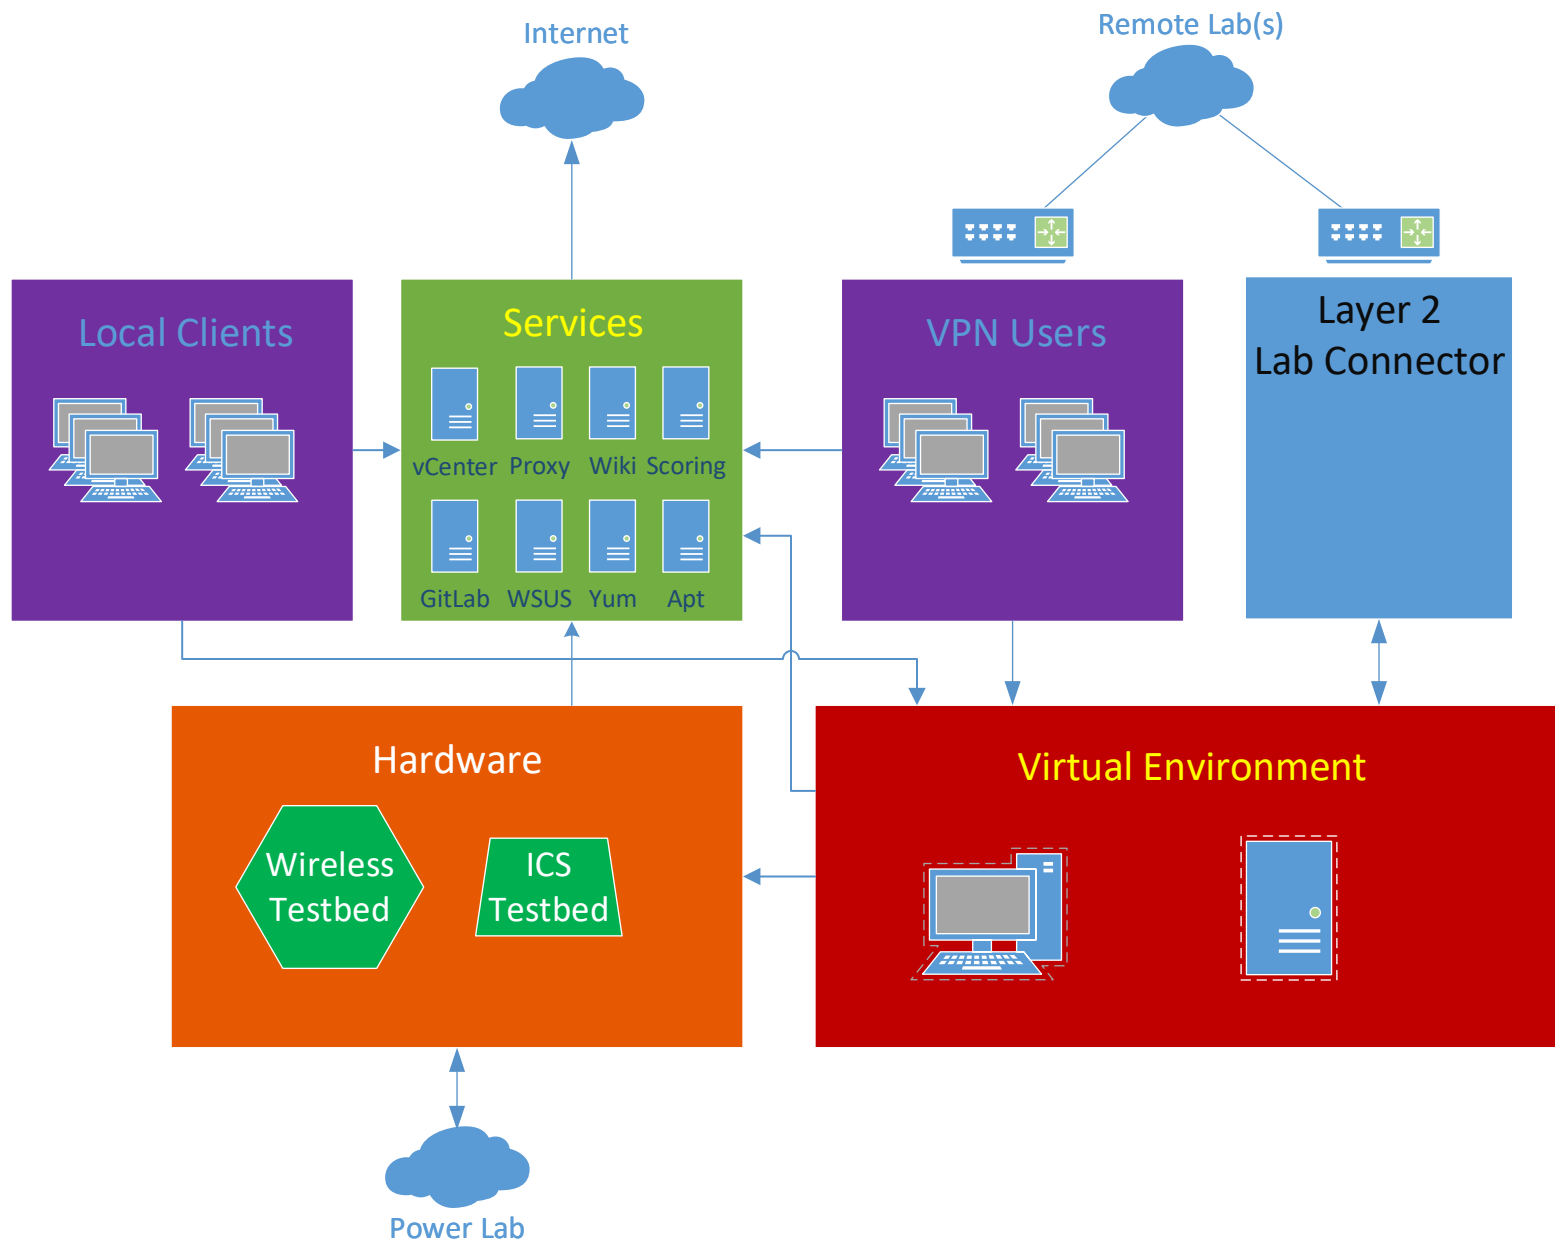 Internet
Remote Lab(s)
Local Clients
Services
VPN Users
Layer 2
Lab Connector
vCenter
Proxy
Wiki
Scoring
GitLab
WSUS
Yum
Apt
Hardware
Virtual Environment
Wireless
Testbed
ICS
Testbed
Power Lab